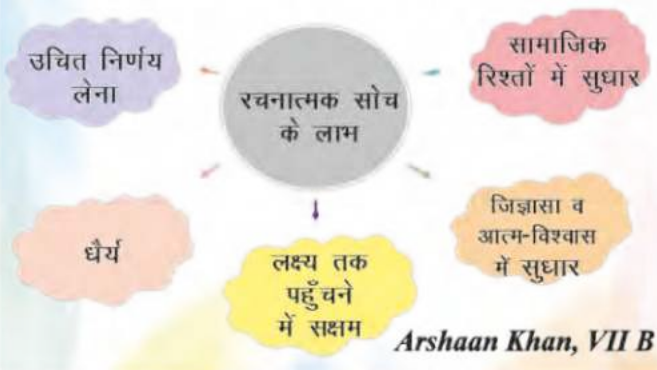 रचनात्मक सोच
के लाभ
उचित निर्णय
लेना
सामाजिक
रिश्तों में सुधार
धैर्य
लक्ष्य तक
पहुँचने
में सक्षम
जिज्ञासा व
आत्म-विश्वास
में सुधार
Arshaan Khan, VII B